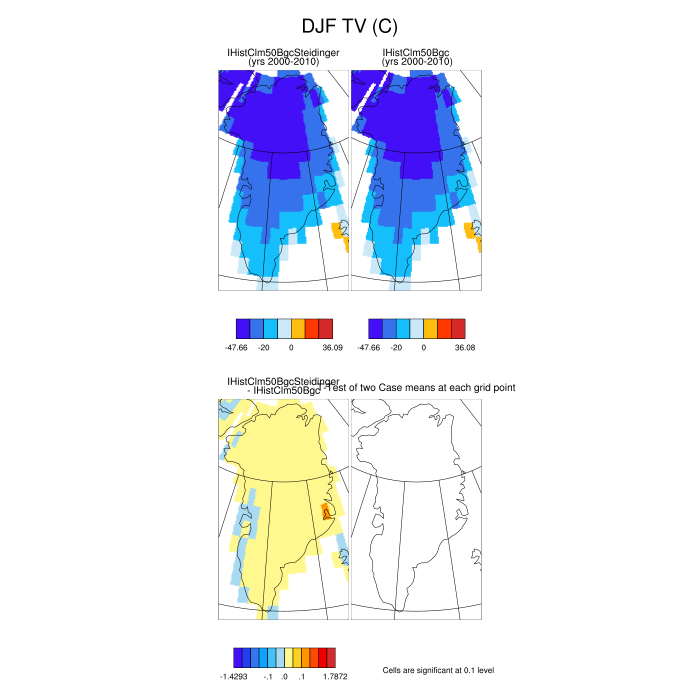 DJF TV (C)
IHistClm50BgcSteidinger
(yrs 2000-2010)
IHistClm50Bgc
(yrs 2000-2010)
-47.66 -20 0 36.09
-47.66 -20 0 36.08
IHistClm50BgcSteidinger
- IHistClm50Bgc
T-Test of two Case means at each grid point
-1.4293 -.1 .0 .1 1.7872
Cells are significant at 0.1 level